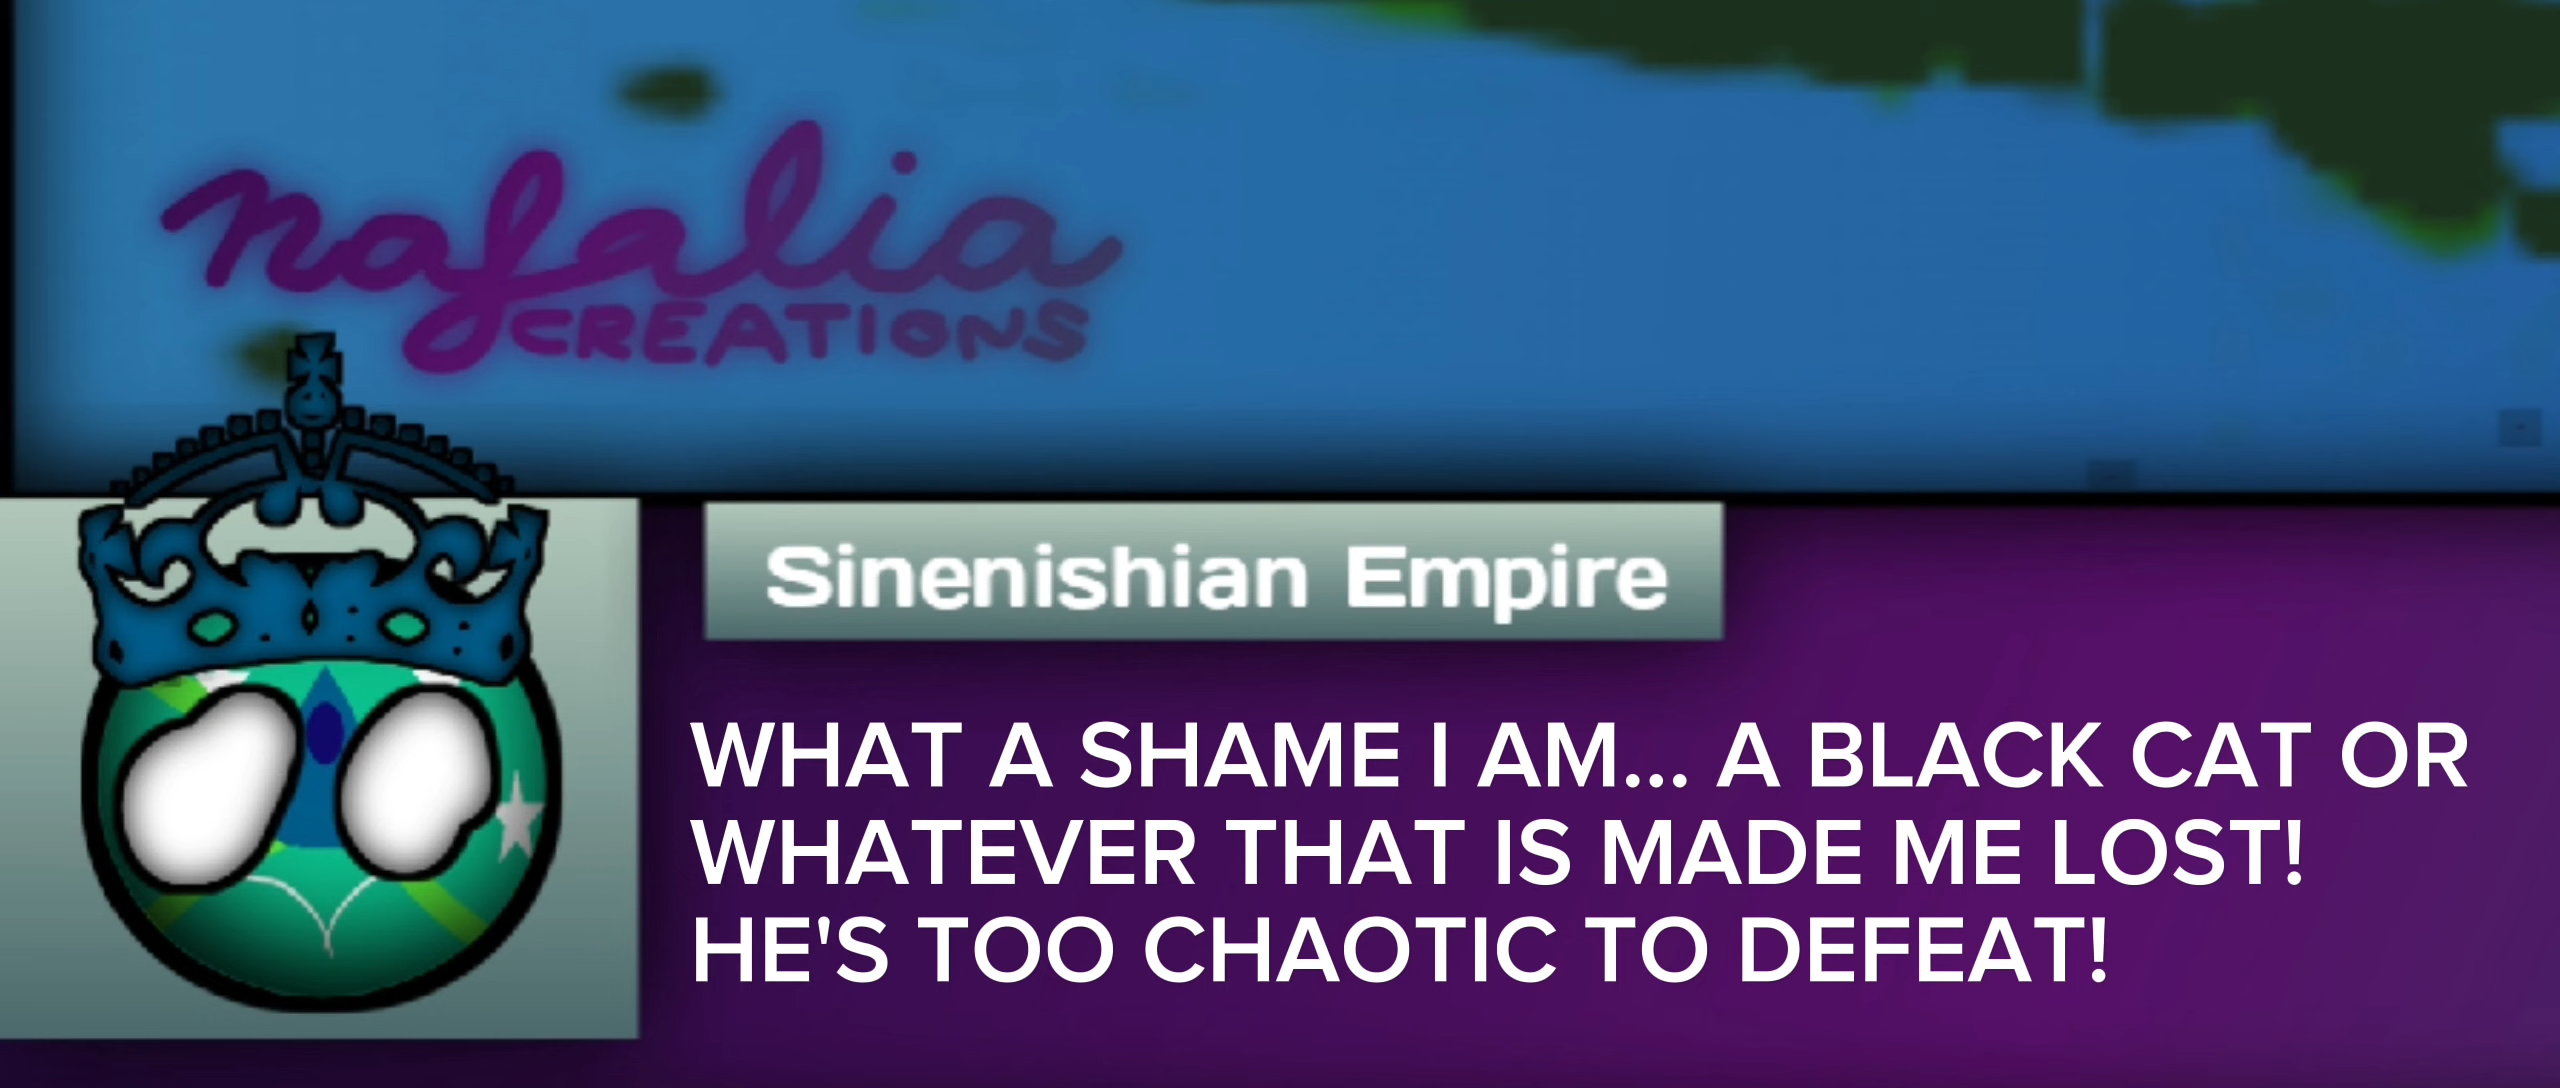 nafalia
CREATIONS
Sinenishian Empire
WHAT A SHAME I AM... A BLACK CAT OR
WHATEVER THAT IS MADE ME LOST!
HE'S TOO CHAOTIC TO DEFEAT!